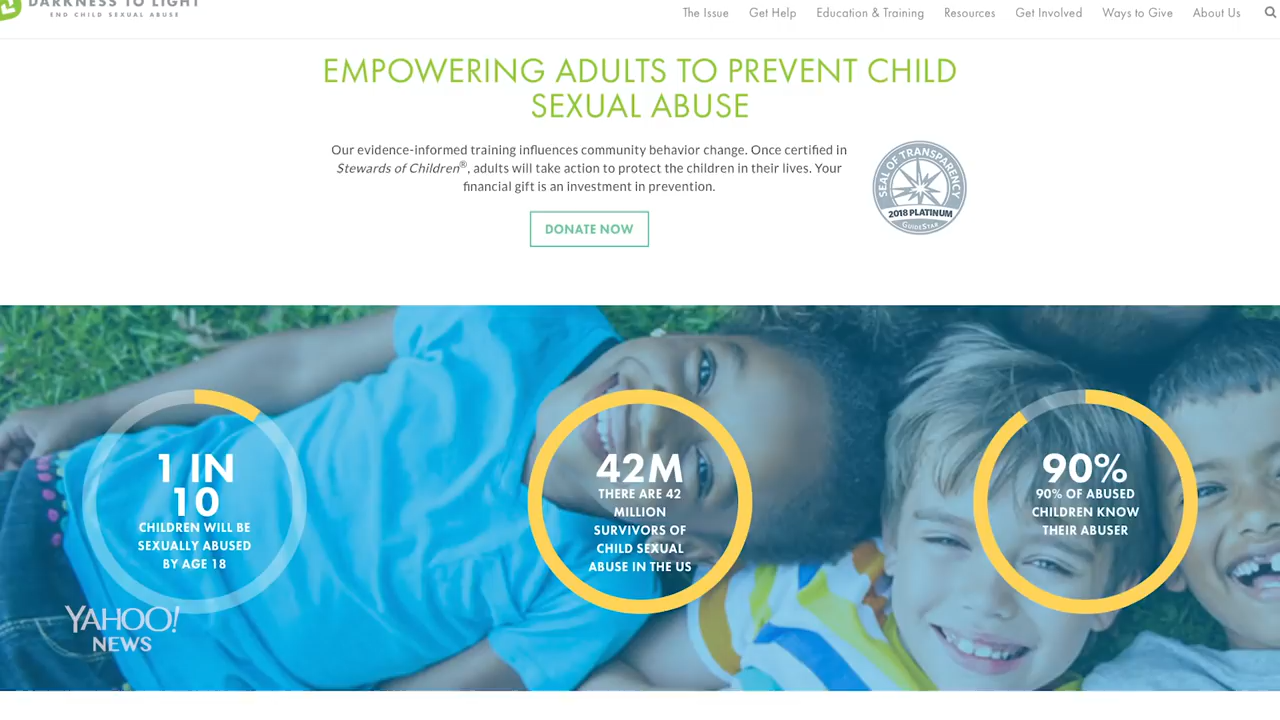 DARKNESS TO LIGHT
END CHILD SEXUAL ABUSE
The Issue Get Help Education & Training Resources Get Involved Ways to Give About Us
EMPOWERING ADULTS TO PREVENT CHILD
SEXUAL ABUSE
Our evidence-informed training influences community behavior change. Once certified in
Stewards of Children®, adults will take action to protect the children in their lives. Your
financial gift is an investment in prevention.
DONATE NOW
SEAL OF TRANSPARENCY
2018 PLATINUM
GUIDESTAR
1 IN
10
CHILDREN WILL BE
SEXUALLY ABUSED
BY AGE 18
42M
THERE ARE 42
MILLION
SURVIVORS OF
CHILD SEXUAL
ABUSE IN THE US
90%
90% OF ABUSED
CHILDREN KNOW
THEIR ABUSER
YAHOO!
NEWS